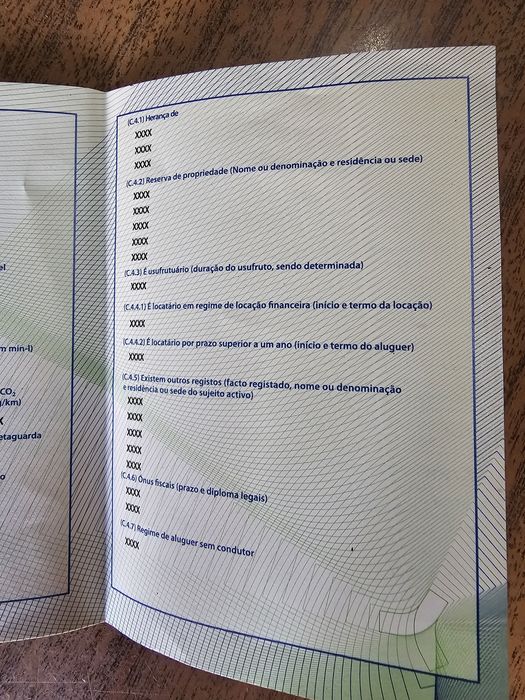 el
m min-l)
CO₂
/km)
etaguarda
o
(C.4.1) Herança de
XXXX
XXXX
XXXX
(C.4.2) Reserva de propriedade (Nome ou denominação e residência ou sede)
XXXX
XXXX
XXXX
XXXX
XXXX
(C.4.3) É usufrutuário (duração do usufruto, sendo determinada)
XXXX
(C.4.4.1) É locatário em regime de locação financeira (início e termo da locação)
XXXX
(C.4.4.2) É locatário por prazo superior a um ano (início e termo do aluguer)
XXXX
(C.4.5) Existem outros registos (facto registado, nome ou denominação
e residência ou sede do sujeito activo)
XXXX
XXXX
XXXX
XXXX
XXXX
(C.4.6) Ónus fiscais (prazo e diploma legais)
XXXX
XXXX
(C.4.7) Regime de aluguer sem condutor
XXXX